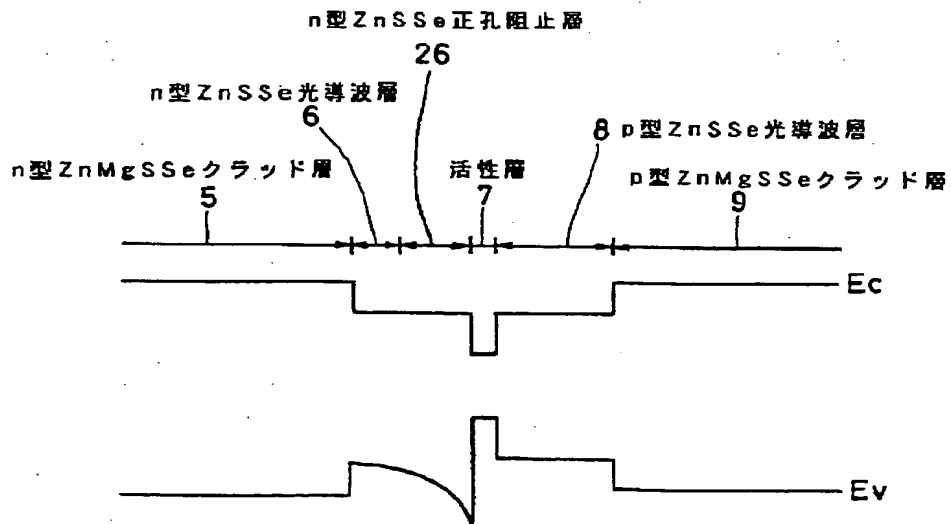 n型ZnSSe正孔阻止層
26
n型ZnSSe光導波層
6
8 p型ZnSSe光導波層
n型ZnMgSSeクラッド層
5
活性層
7
p型ZnMgSSeクラッド層
9
Ec
Ev